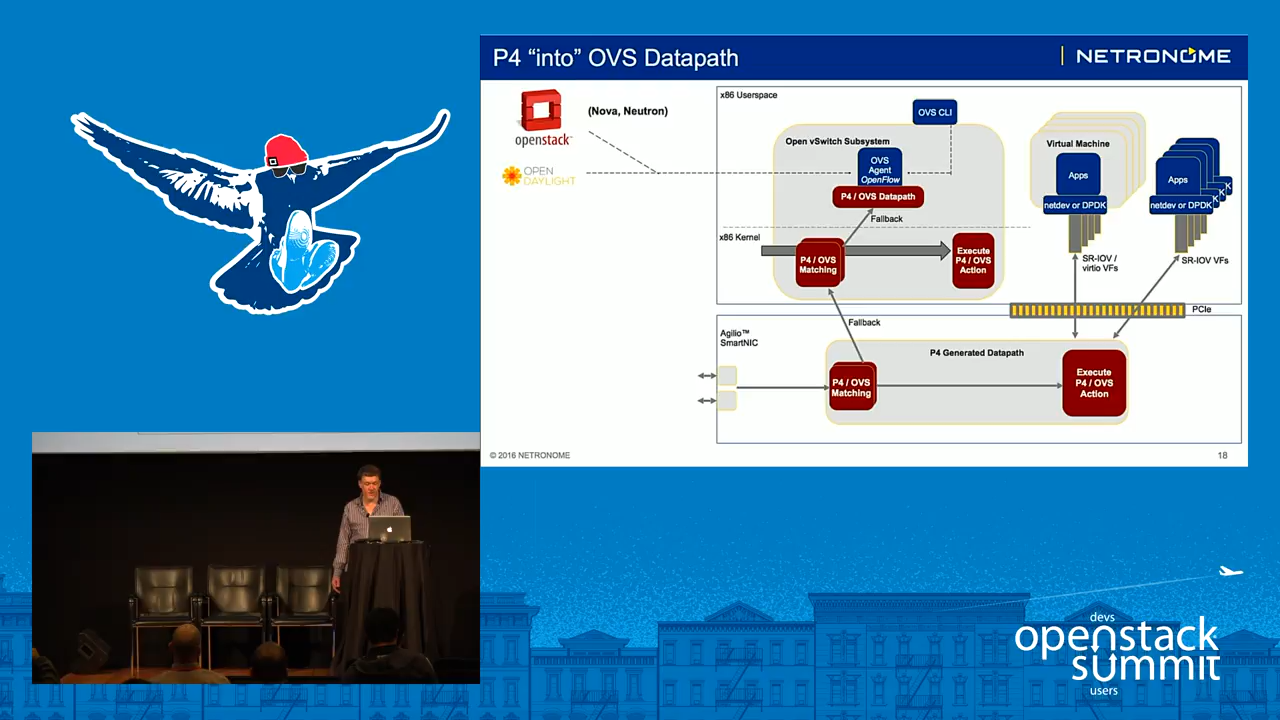 P4 “into” OVS Datapath
NETRONOME
openstack™
(Nova, Neutron)
OPEN
DAYLIGHT
x86 Userspace
OVS CLI
Open vSwitch Subsystem
OVS
Agent
OpenFlow
P4 / OVS Datapath
Fallback
x86 Kernel
P4 / OVS
Matching
Execute
P4 / OVS
Action
Virtual Machine
Apps
netdev or DPDK
SR-IOV /
virtio VFs
Apps
netdev or DPDK
K
K
SR-IOV VFs
PCIe
Fallback
Agilio™
SmartNIC
P4 Generated Datapath
P4 / OVS
Matching
Execute
P4 / OVS
Action
© 2016 NETRONOME
18
devs
openstack
summit
users